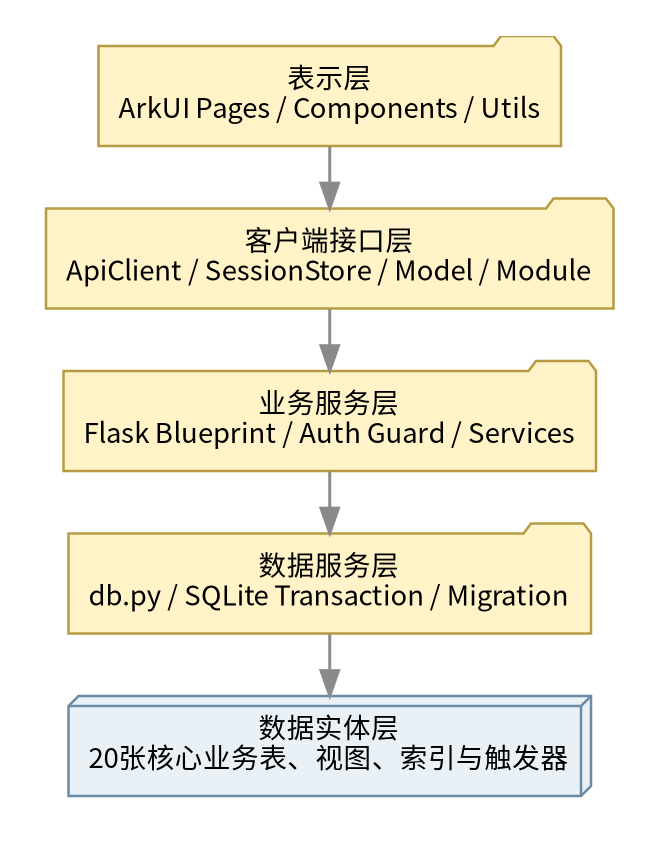 表示层
ArkUI Pages / Components / Utils
客户端接口层
ApiClient / SessionStore / Model / Module
业务服务层
Flask Blueprint / Auth Guard / Services
数据服务层
db.py / SQLite Transaction / Migration
数据实体层
20张核心业务表、视图、索引与触发器